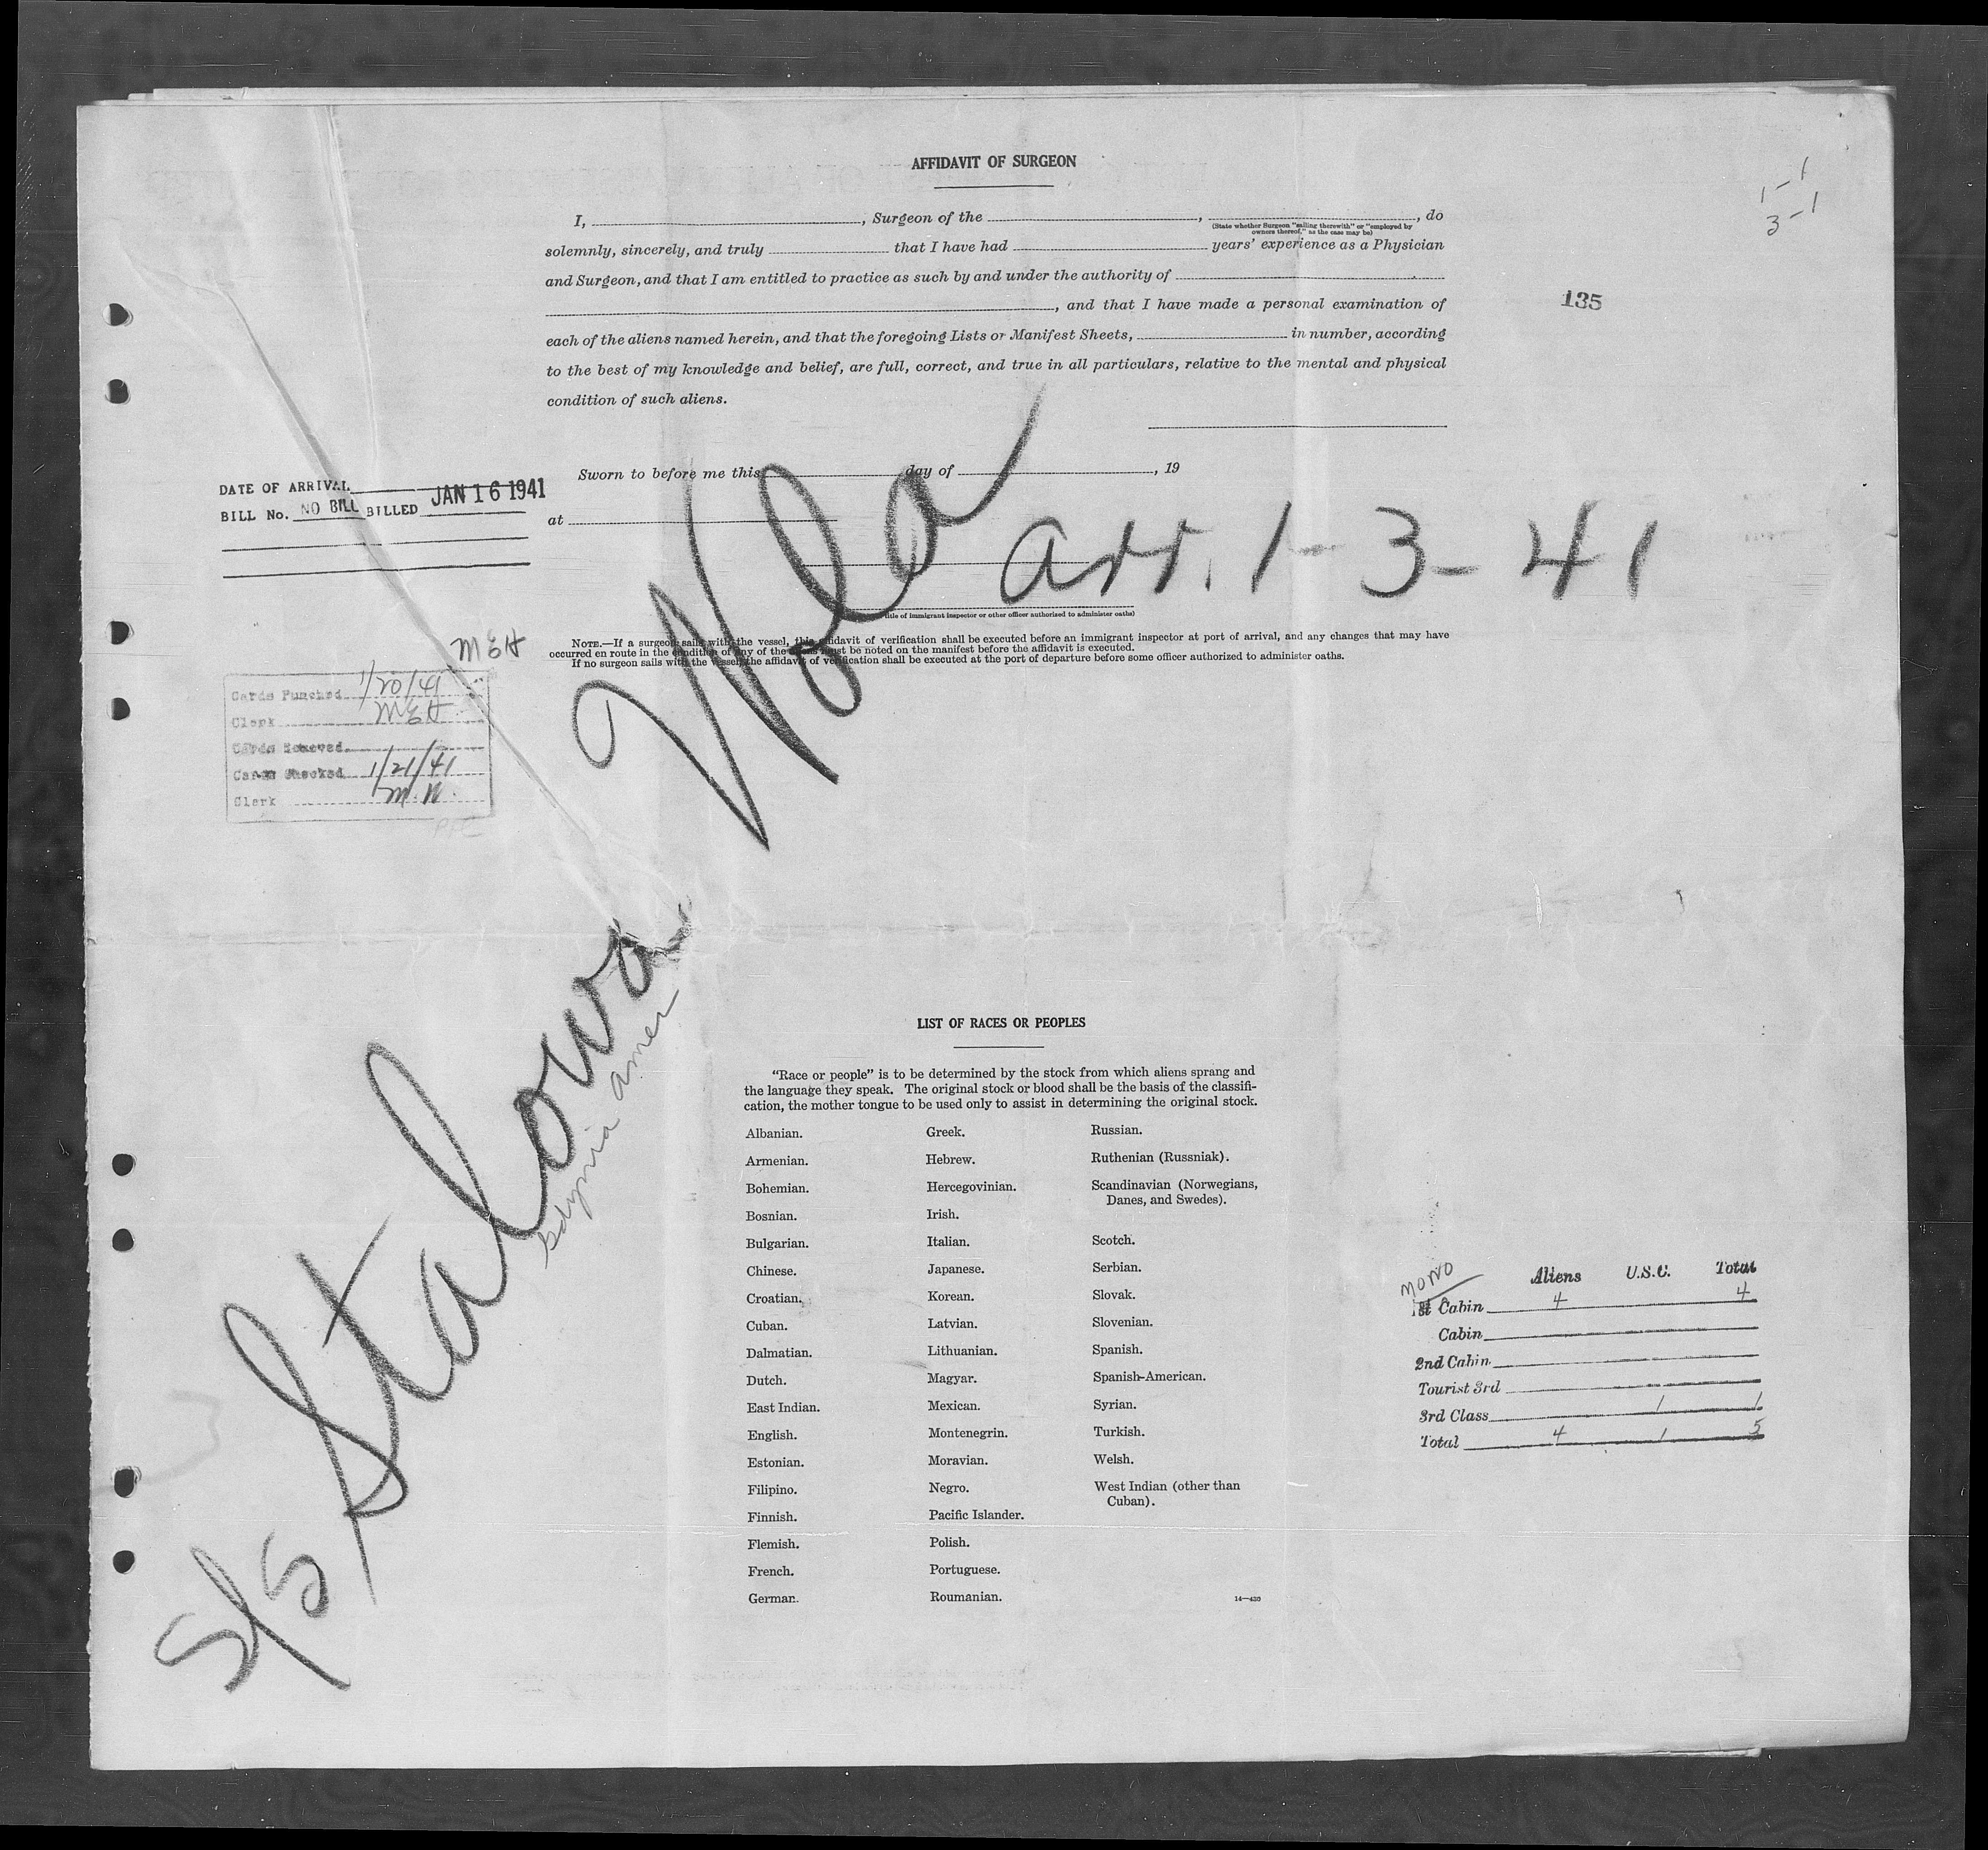 AFFIDAVIT OF SURGEON
1 - 1
3 - 1
I, , Surgeon of the , , do
(State whether Surgeon "sailing therewith" or "employed by
owners thereof," as the case may be)
solemnly, sincerely, and truly that I have had years' experience as a Physician
and Surgeon, and that I am entitled to practice as such by and under the authority of
, and that I have made a personal examination of
135
each of the aliens named herein, and that the foregoing Lists or Manifest Sheets, in number, according
to the best of my knowledge and belief, are full, correct, and true in all particulars, relative to the mental and physical
condition of such aliens.
Sworn to before me this day of , 19
at
DATE OF ARRIVAL
JAN 16 1941
BILL No. NO BILL BILLED
arr. 1-3-41
title of immigrant inspector or other officer authorized to administer oaths)
NOTE.—If a surgeon sails with the vessel, this affidavit of verification shall be executed before an immigrant inspector at port of arrival, and any changes that may have
occurred en route in the condition of any of the aliens must be noted on the manifest before the affidavit is executed.
If no surgeon sails with the vessel, the affidavit of verification shall be executed at the port of departure before some officer authorized to administer oaths.
MEH
Cards Punched 1/20/41
Clerk MEH
Cards Removed
Cards Checked 1/21/41
Clerk M.W.
S/S Stalowa
Gdynia Amer
LIST OF RACES OR PEOPLES
"Race or people" is to be determined by the stock from which aliens sprang and
the language they speak. The original stock or blood shall be the basis of the classifi-
cation, the mother tongue to be used only to assist in determining the original stock.
Albanian.
Armenian.
Bohemian.
Bosnian.
Bulgarian.
Chinese.
Croatian.
Cuban.
Dalmatian.
Dutch.
East Indian.
English.
Estonian.
Filipino.
Finnish.
Flemish.
French.
German.
Greek.
Hebrew.
Hercegovinian.
Irish.
Italian.
Japanese.
Korean.
Latvian.
Lithuanian.
Magyar.
Mexican.
Montenegrin.
Moravian.
Negro.
Pacific Islander.
Polish.
Portuguese.
Roumanian.
Russian.
Ruthenian (Russniak).
Scandinavian (Norwegians,
Danes, and Swedes).
Scotch.
Serbian.
Slovak.
Slovenian.
Spanish.
Spanish-American.
Syrian.
Turkish.
Welsh.
West Indian (other than
Cuban).
14—430
Aliens U.S.C. Total
1st Cabin 4 4
Cabin
2nd Cabin
Tourist 3rd
3rd Class 1 1
Total 4 1 5